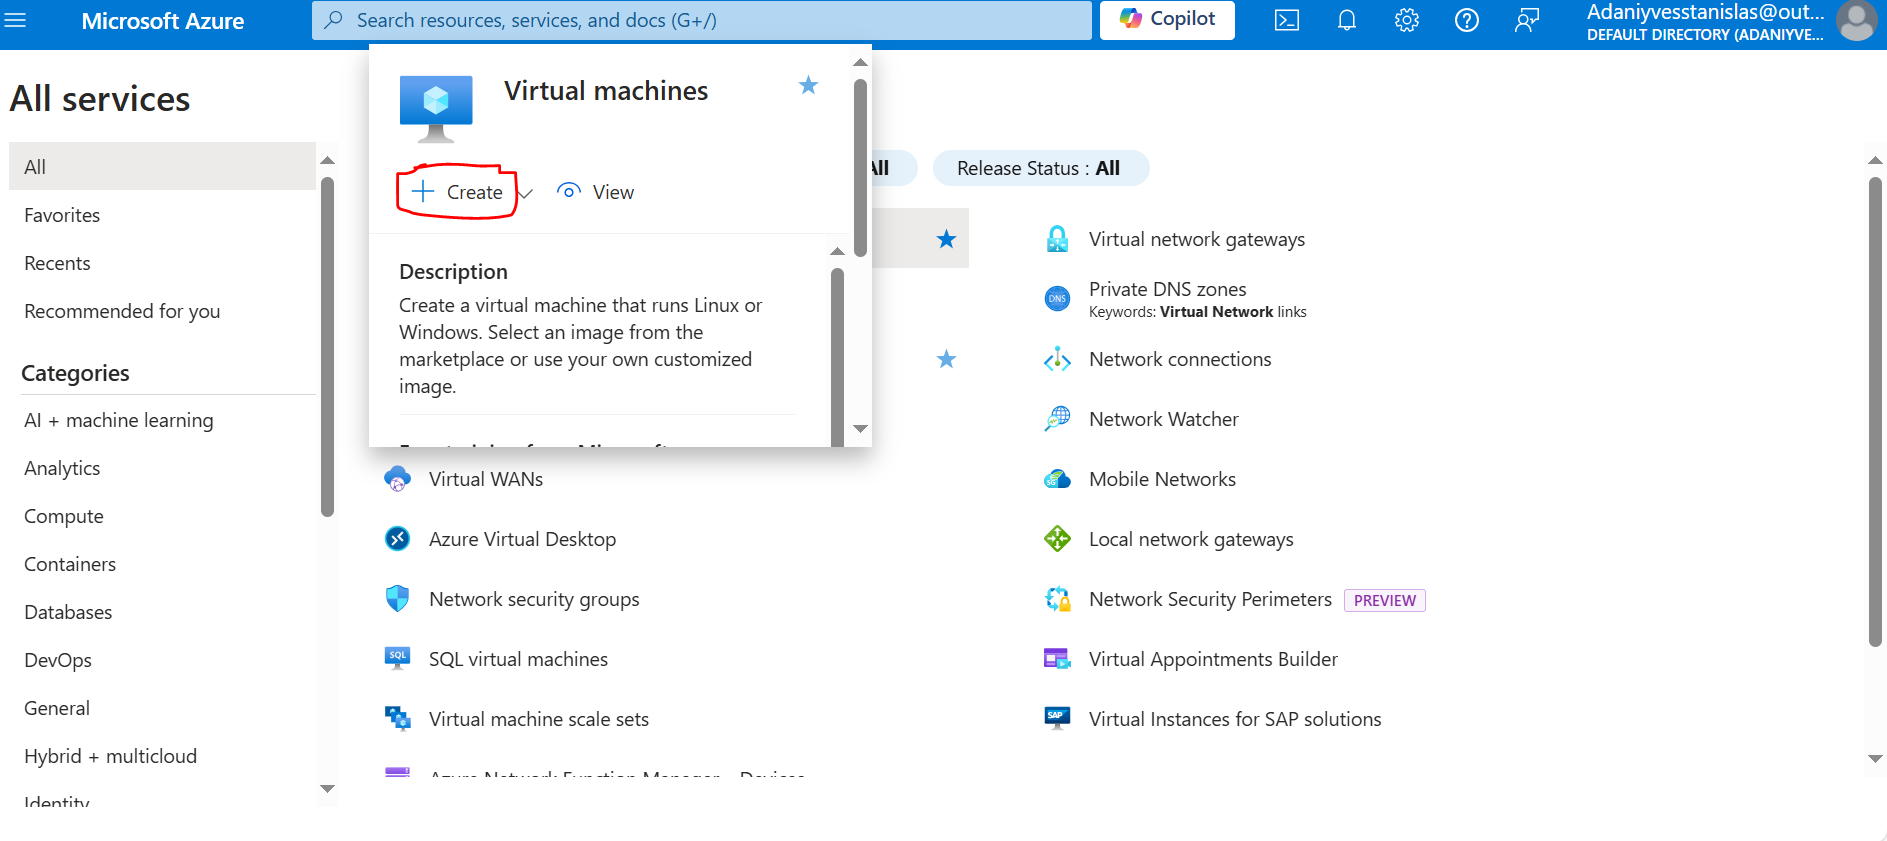 Microsoft Azure
Search resources, services, and docs (G+/)
Copilot
Adaniyvesstanislas@out...
DEFAULT DIRECTORY (ADANIYVE...
All services
All
Favorites
Recents
Recommended for you
Categories
AI + machine learning
Analytics
Compute
Containers
Databases
DevOps
General
Hybrid + multicloud
Identity
Virtual machines
Create
View
Description
Create a virtual machine that runs Linux or
Windows. Select an image from the
marketplace or use your own customized
image.
All
Release Status : All
Virtual WANs
Azure Virtual Desktop
Network security groups
SQL
SQL virtual machines
Virtual machine scale sets
Azure Network Function Manager – Devices
Virtual network gateways
DNS
Private DNS zones
Keywords: Virtual Network links
Network connections
Network Watcher
5G
Mobile Networks
Local network gateways
Network Security Perimeters PREVIEW
Virtual Appointments Builder
SAP
Virtual Instances for SAP solutions